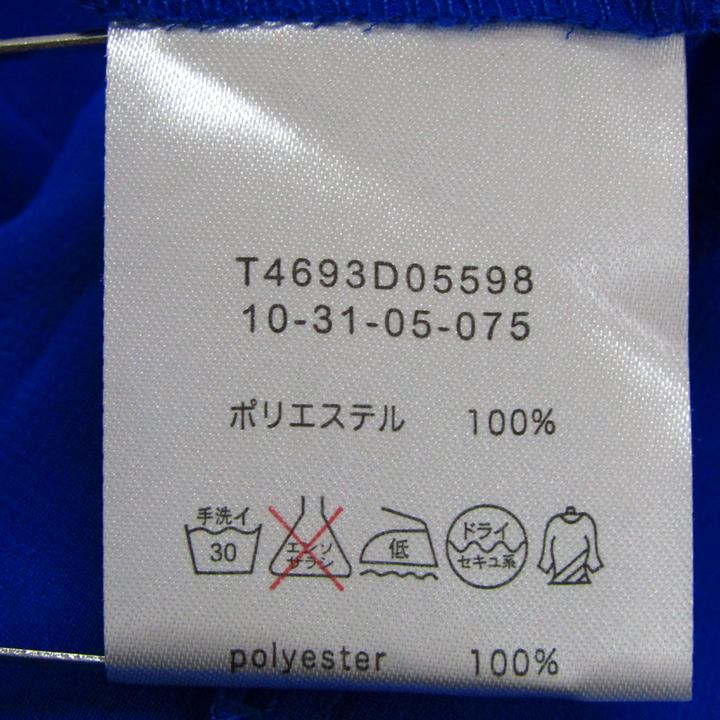 T4693D05598
10-31-05-075
ポリエステル 100%
手洗イ
30
エンソ
サラシ
低
ドライ
セキユ系
polyester 100%